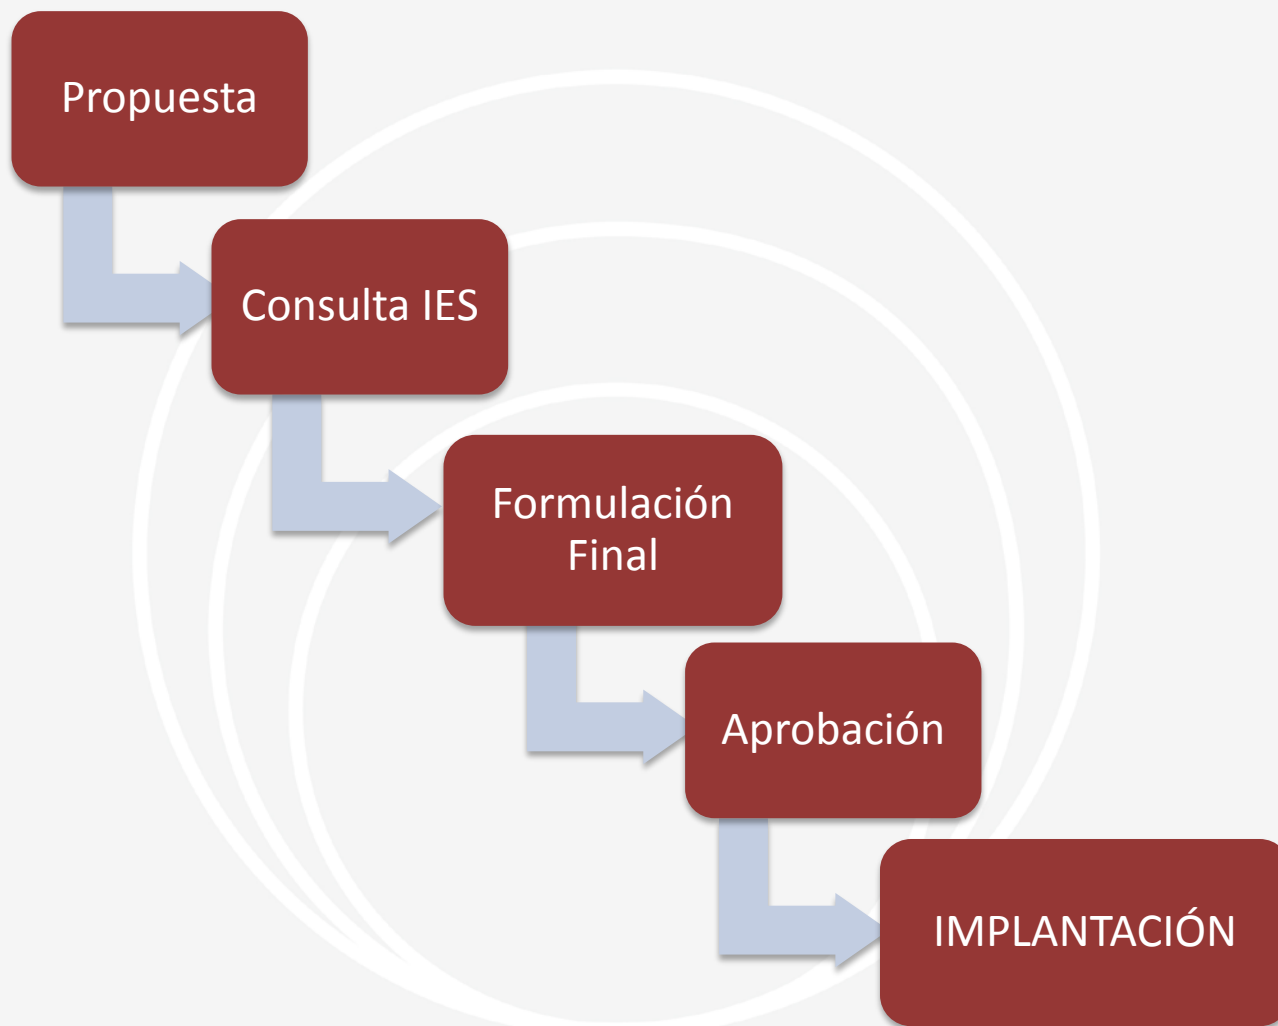 Propuesta
Consulta IES
Formulación
Final
Aprobación
IMPLANTACIÓN